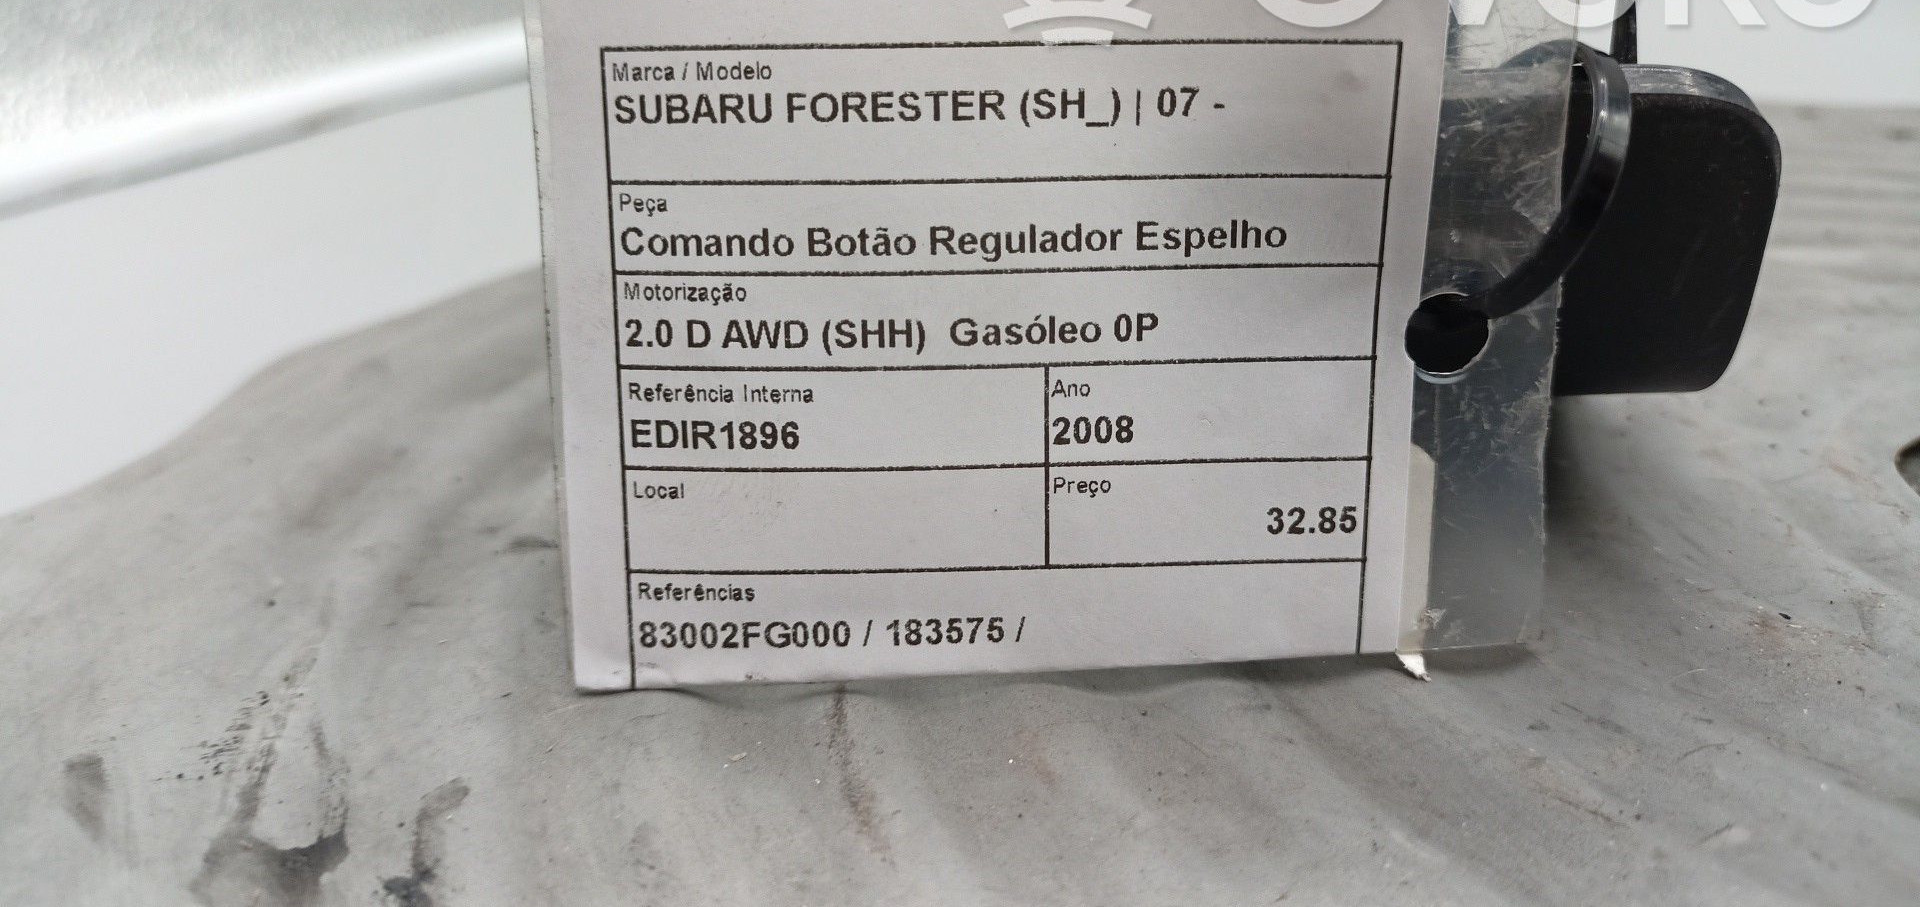 Marca / Modelo
SUBARU FORESTER (SH_) | 07 -
Peça
Comando Botão Regulador Espelho
Motorização
2.0 D AWD (SHH)  Gasóleo 0P
Referência Interna
EDIR1896
Ano
2008
Local
Preço
32.85
Referências
83002FG000 / 183575 /